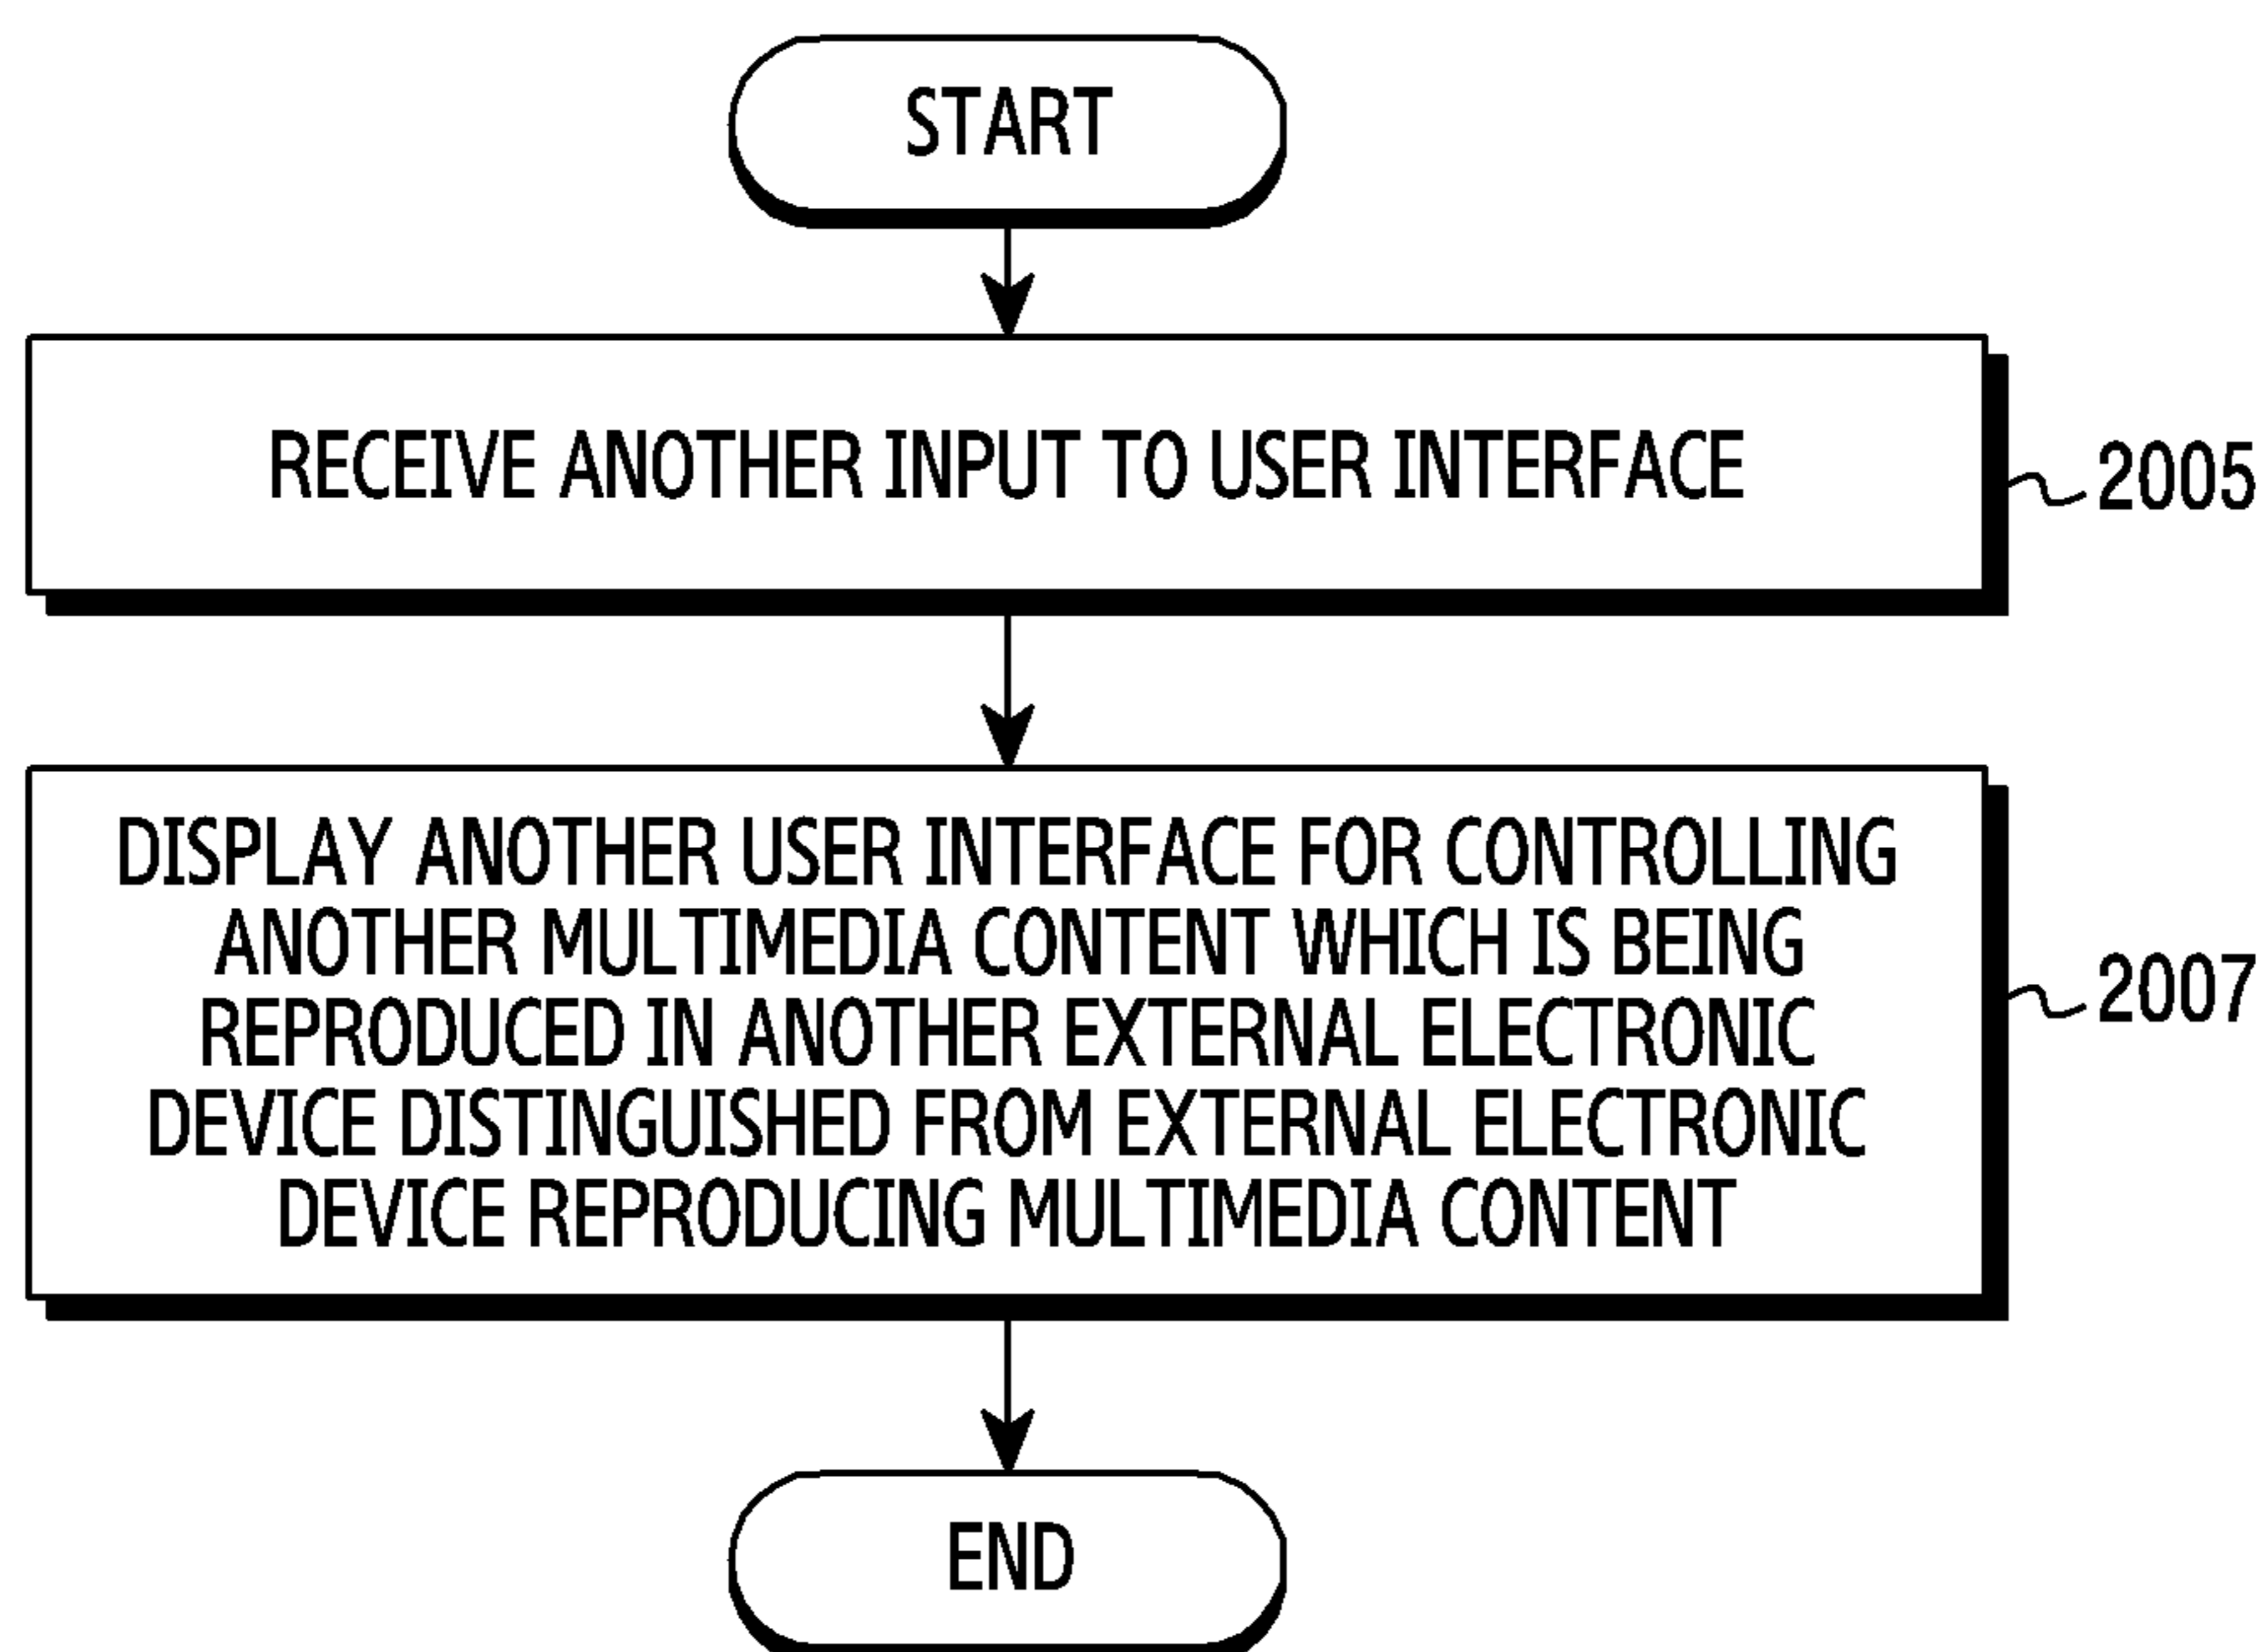 START
RECEIVE ANOTHER INPUT TO USER INTERFACE
2005
DISPLAY ANOTHER USER INTERFACE FOR CONTROLLING
ANOTHER MULTIMEDIA CONTENT WHICH IS BEING
REPRODUCED IN ANOTHER EXTERNAL ELECTRONIC
DEVICE DISTINGUISHED FROM EXTERNAL ELECTRONIC
DEVICE REPRODUCING MULTIMEDIA CONTENT
2007
END